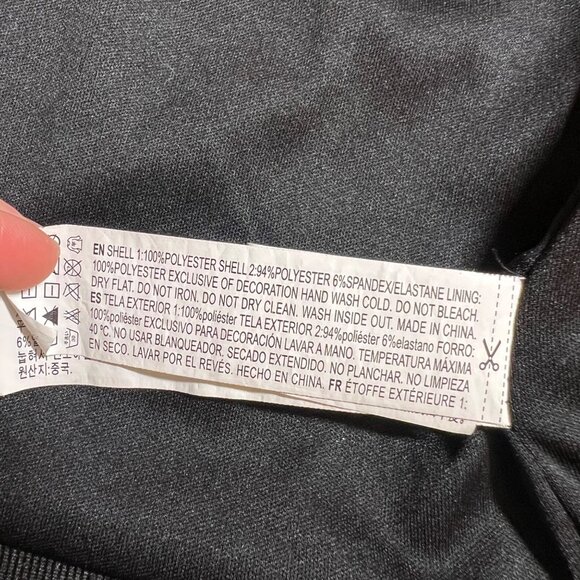 EN SHELL 1:100%POLYESTER SHELL 2:94%POLYESTER 6%SPANDEX/ELASTANE LINING:
100%POLYESTER EXCLUSIVE OF DECORATION HAND WASH COLD. DO NOT BLEACH.
DRY FLAT. DO NOT IRON. DO NOT DRY CLEAN. WASH INSIDE OUT. MADE IN CHINA.
ES TELA EXTERIOR 1:100%poliéster TELA EXTERIOR 2:94%poliéster 6%elastano FORRO:
100%poliéster EXCLUSIVO PARA DECORACIÓN LAVAR A MANO. TEMPERATURA MÁXIMA
40 °C. NO USAR BLANQUEADOR. SECADO EXTENDIDO. NO PLANCHAR. NO LIMPIEZA
EN SECO. LAVAR POR EL REVÉS. HECHO EN CHINA. FR ÉTOFFE EXTÉRIEURE 1:
6%
원산지:중국